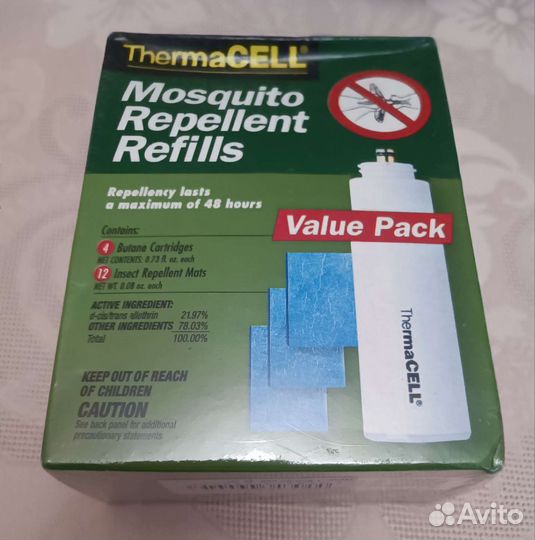 ThermaCELL®
Mosquito
Repellent
Refills
Repellency lasts
a maximum of 48 hours
Value Pack
Contains:
4 Butane Cartridges
NET CONTENTS: 0.73 fl. oz. each
12 Insect Repellent Mats
NET WT. 0.08 oz. each
ACTIVE INGREDIENT:
d-cis/trans allethrin 21.97%
OTHER INGREDIENTS 78.03%
Total 100.00%
KEEP OUT OF REACH
OF CHILDREN
CAUTION
See back panel for additional
precautionary statements
ThermaCELL®
Avito